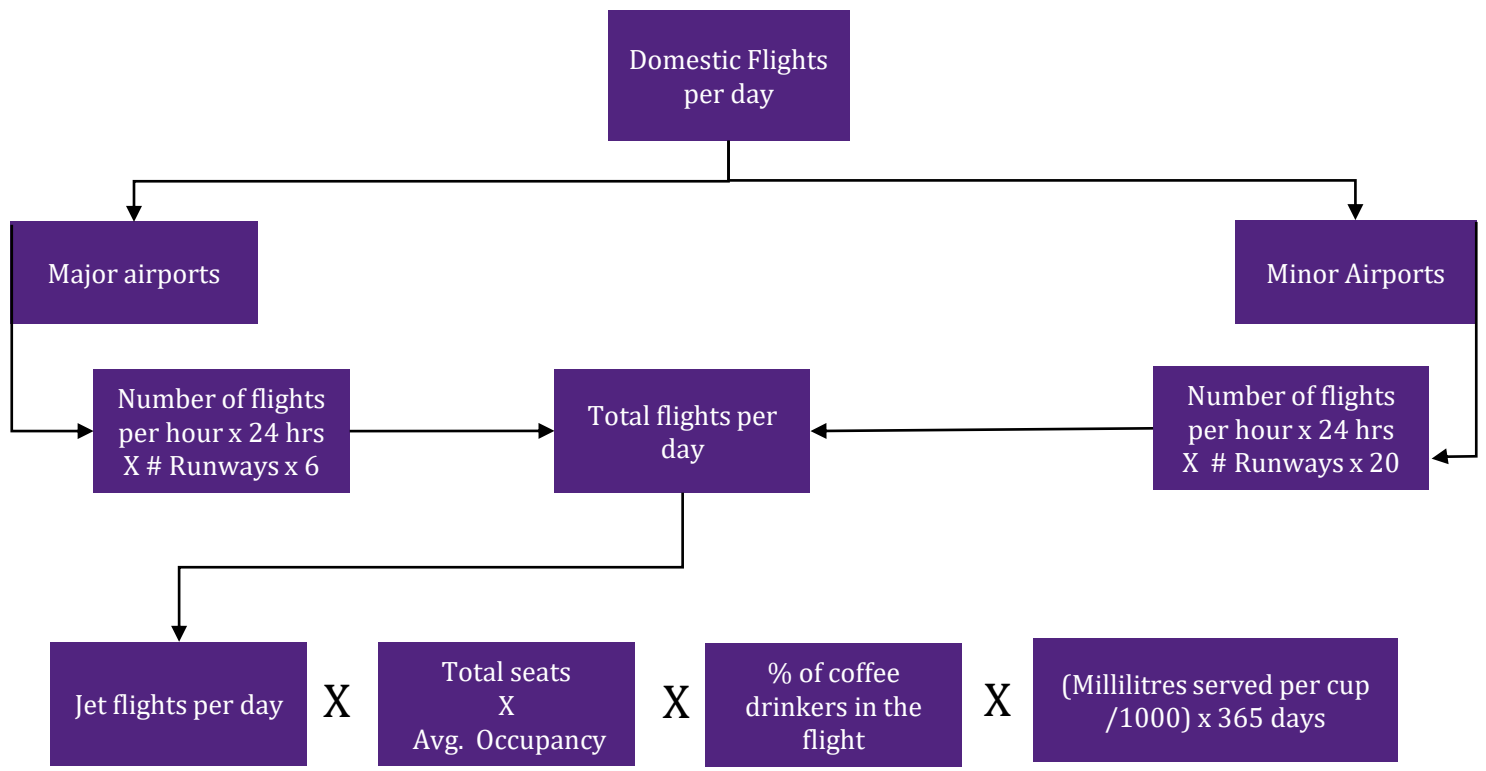 Domestic Flights
per day
Major airports
Minor Airports
Number of flights
per hour x 24 hrs
X # Runways x 6
Total flights per
day
Number of flights
per hour x 24 hrs
X # Runways x 20
Jet flights per day
X
Total seats
X
Avg. Occupancy
X
% of coffee
drinkers in the
flight
X
(Millilitres served per cup
/1000) x 365 days